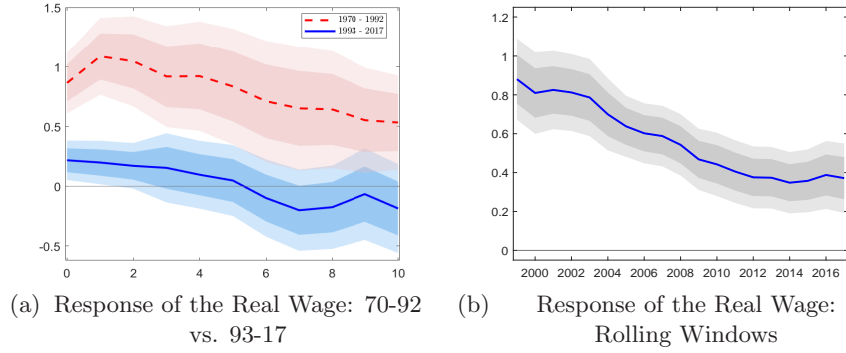 1.5
1
0.5
0
-0.5
0
2
4
6
8
10
1970 - 1992
1993 - 2017
(a) Response of the Real Wage: 70-92
vs. 93-17
1.2
1
0.8
0.6
0.4
0.2
0
2000 2002 2004 2006 2008 2010 2012 2014 2016
(b) Response of the Real Wage:
Rolling Windows